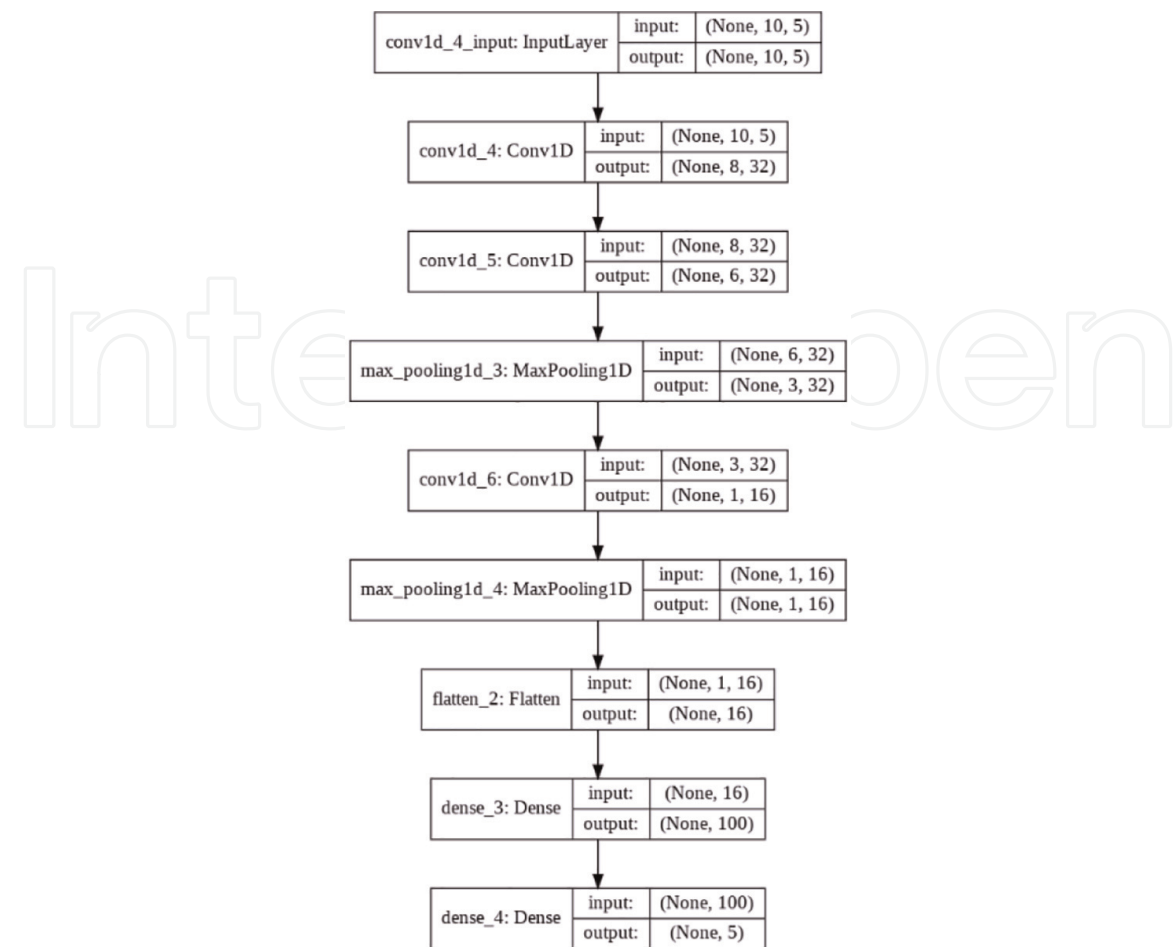 conv1d_4_input: InputLayer
input: (None, 10, 5)
output: (None, 10, 5)
conv1d_4: Conv1D
input: (None, 10, 5)
output: (None, 8, 32)
conv1d_5: Conv1D
input: (None, 8, 32)
output: (None, 6, 32)
max_pooling1d_3: MaxPooling1D
input: (None, 6, 32)
output: (None, 3, 32)
conv1d_6: Conv1D
input: (None, 3, 32)
output: (None, 1, 16)
max_pooling1d_4: MaxPooling1D
input: (None, 1, 16)
output: (None, 1, 16)
flatten_2: Flatten
input: (None, 1, 16)
output: (None, 16)
dense_3: Dense
input: (None, 16)
output: (None, 100)
dense_4: Dense
input: (None, 100)
output: (None, 5)